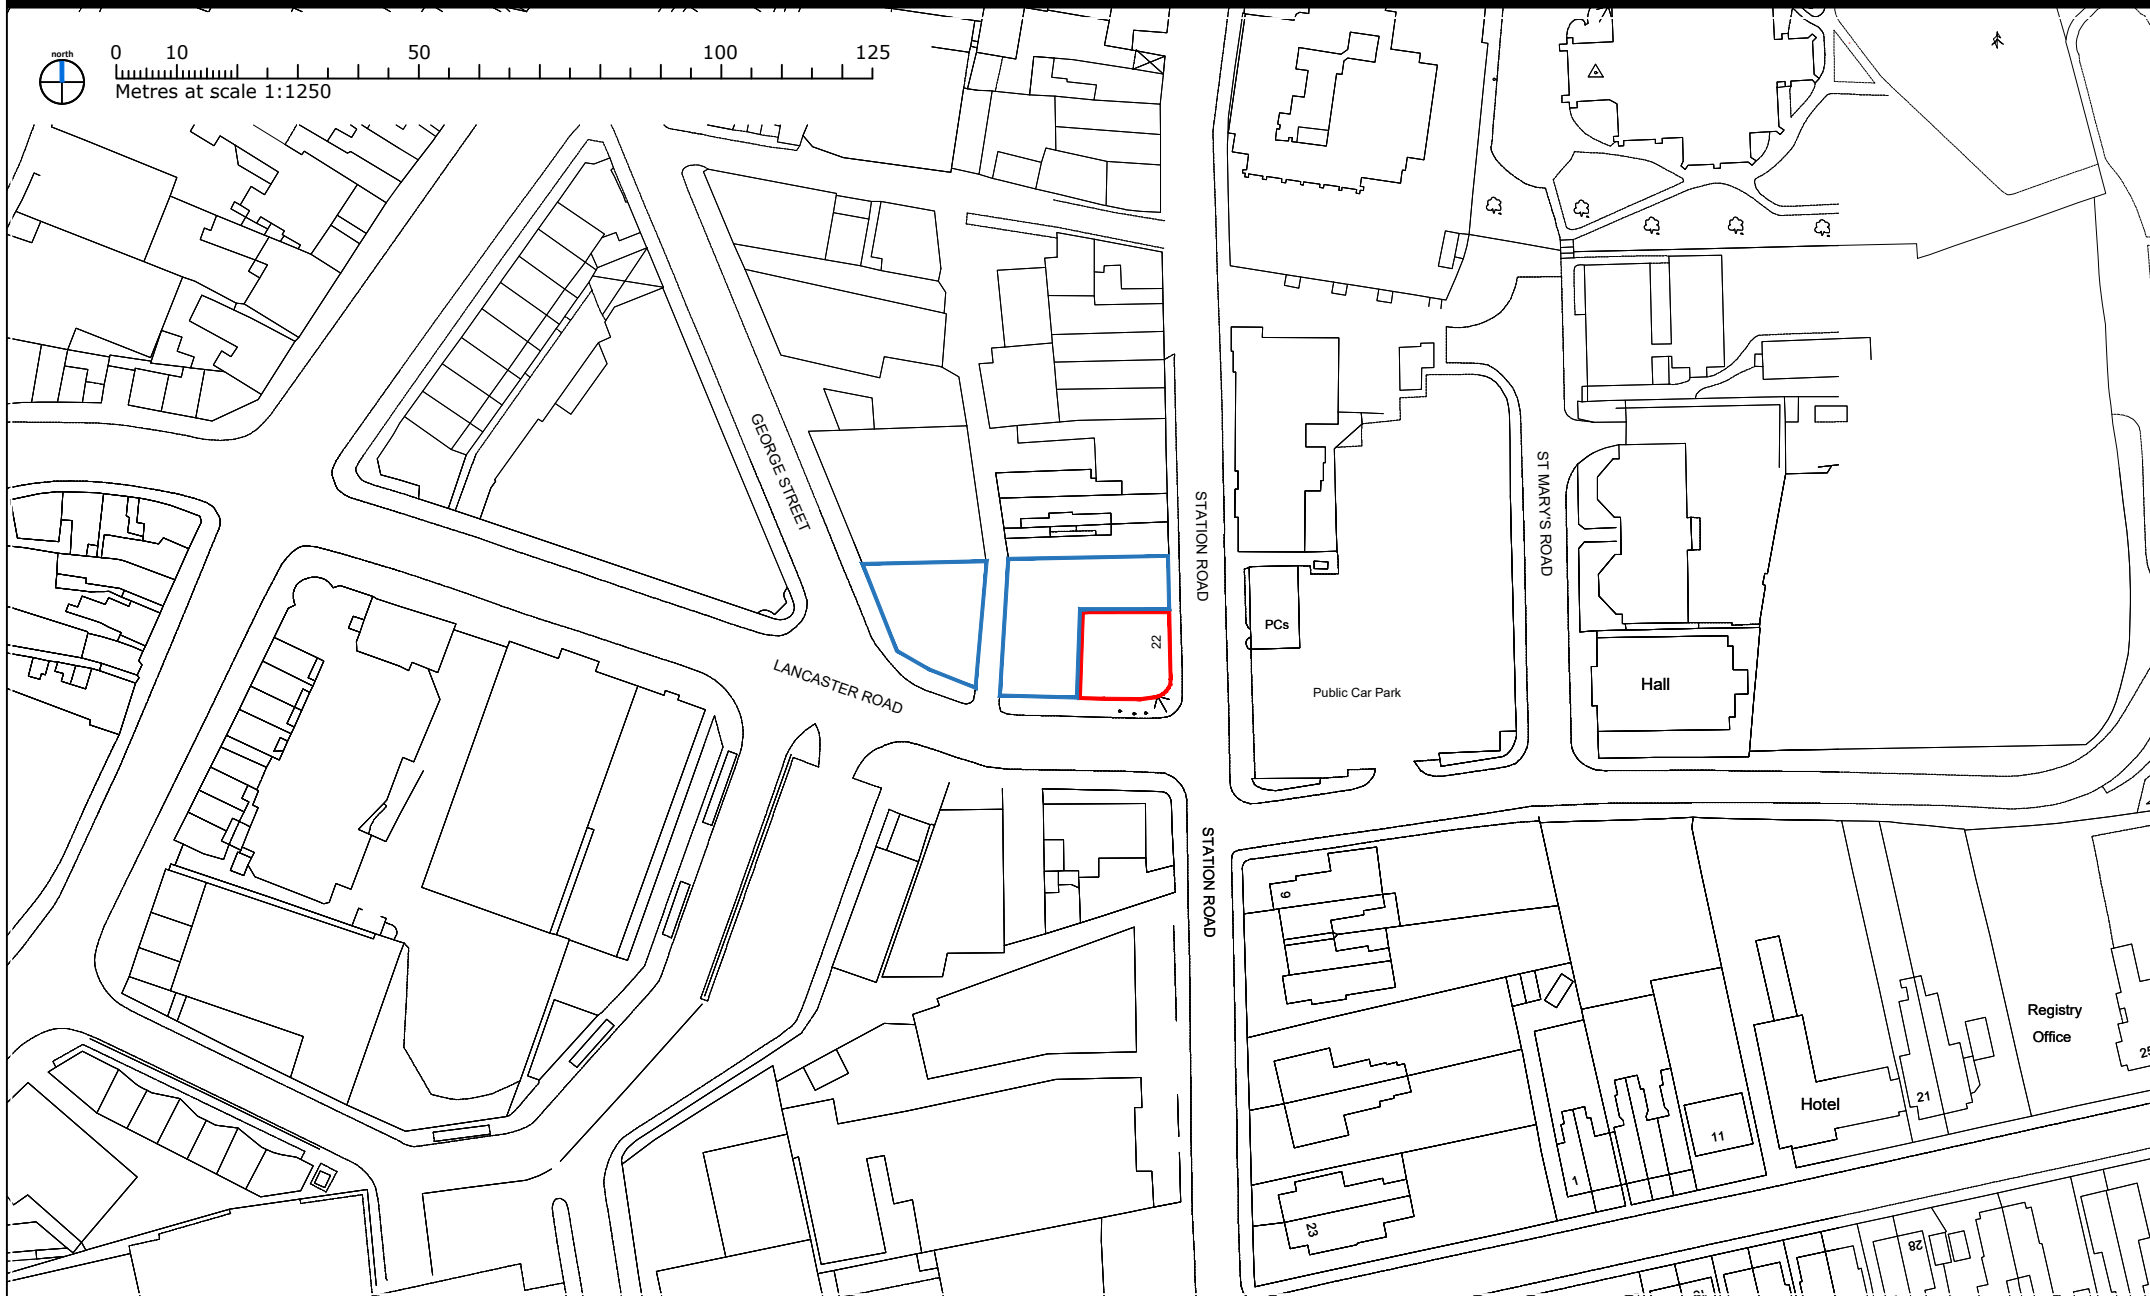 north
0 10 50 100 125
Metres at scale 1:1250
GEORGE STREET
STATION ROAD
ST MARY'S ROAD
PCs
22
LANCASTER ROAD
Public Car Park
Hall
STATION ROAD
9
Registry
Office
25
Hotel
21
11
1
23
28